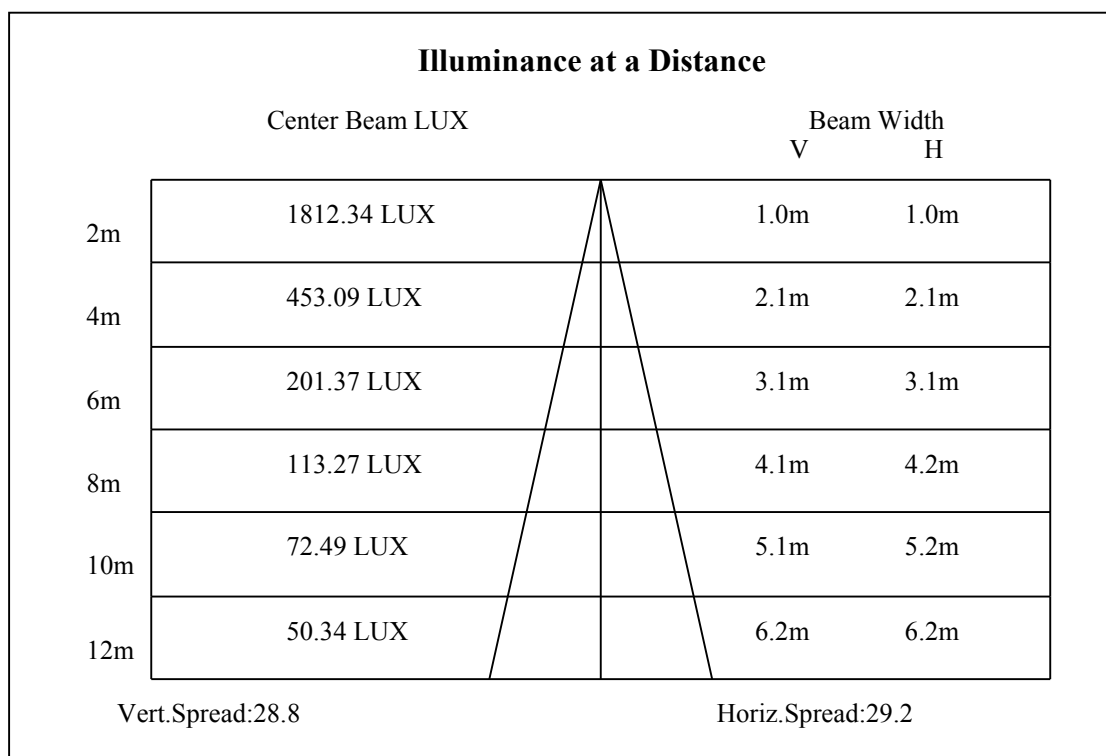 Illuminance at a Distance
Center Beam LUX Beam Width
V H
2m 1812.34 LUX 1.0m 1.0m
4m 453.09 LUX 2.1m 2.1m
6m 201.37 LUX 3.1m 3.1m
8m 113.27 LUX 4.1m 4.2m
10m 72.49 LUX 5.1m 5.2m
12m 50.34 LUX 6.2m 6.2m
Vert.Spread:28.8 Horiz.Spread:29.2